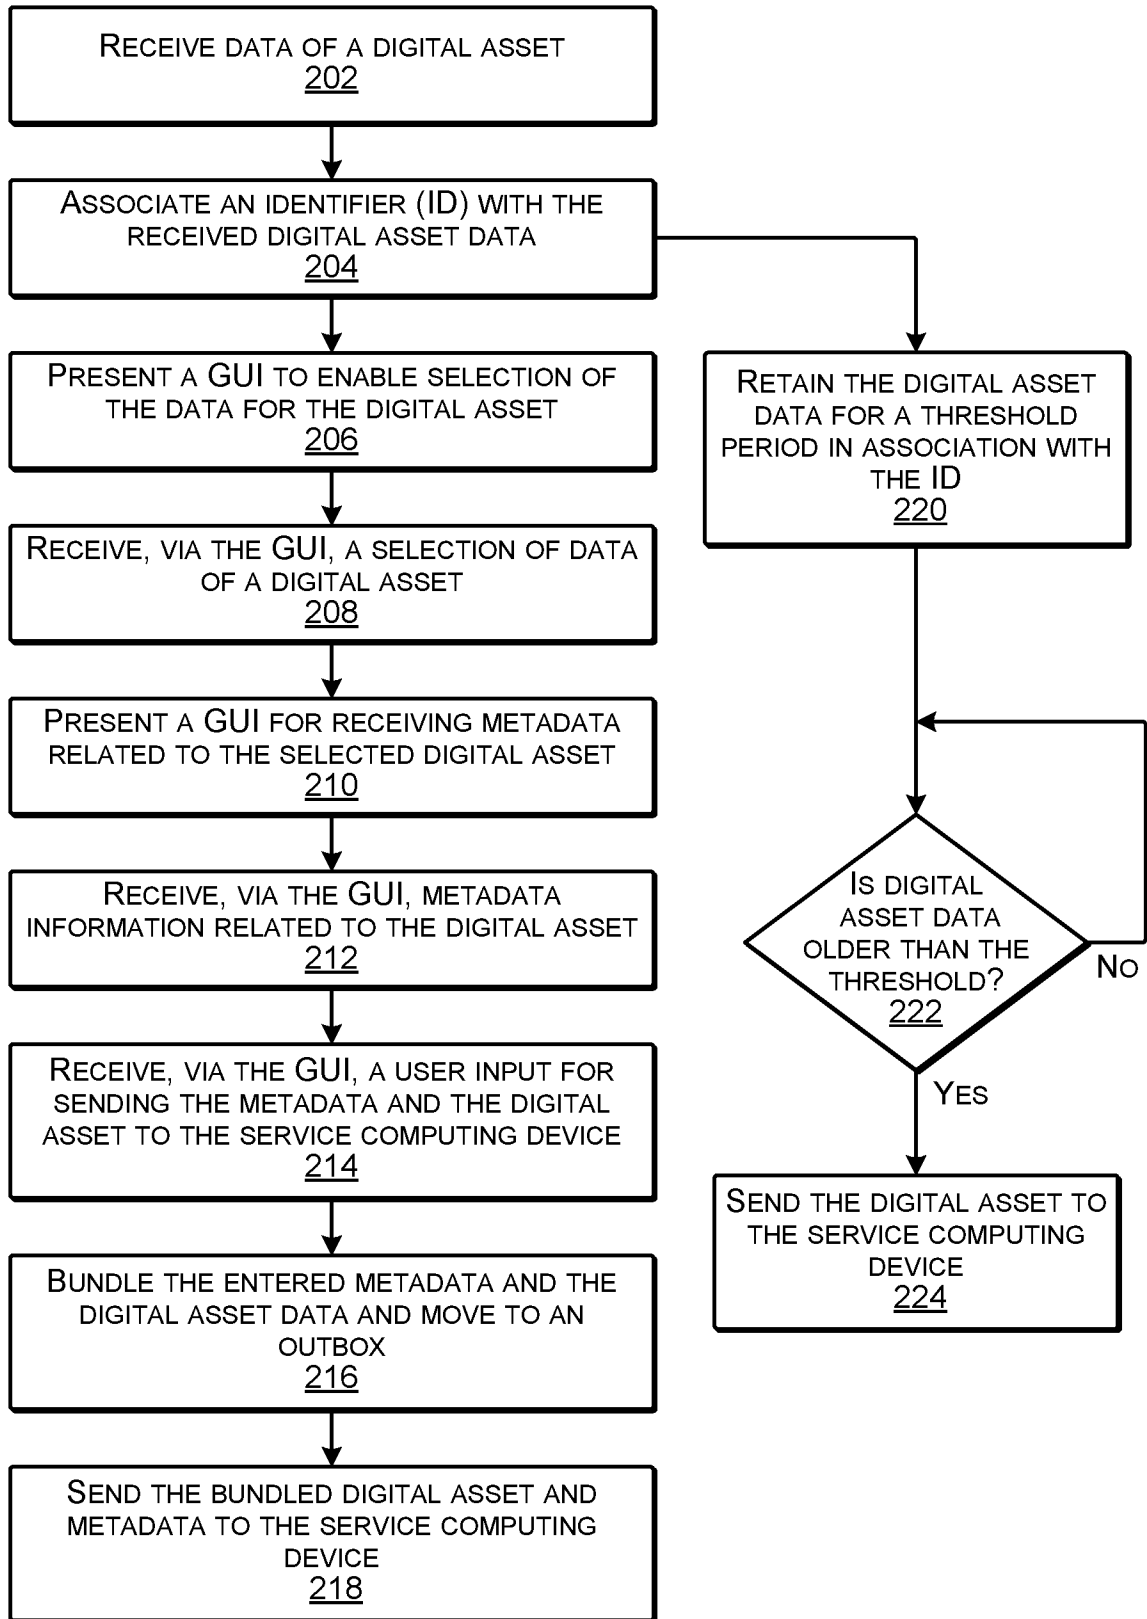 RECEIVE DATA OF A DIGITAL ASSET
202
ASSOCIATE AN IDENTIFIER (ID) WITH THE
RECEIVED DIGITAL ASSET DATA
204
PRESENT A GUI TO ENABLE SELECTION OF
THE DATA FOR THE DIGITAL ASSET
206
RECEIVE, VIA THE GUI, A SELECTION OF DATA
OF A DIGITAL ASSET
208
PRESENT A GUI FOR RECEIVING METADATA
RELATED TO THE SELECTED DIGITAL ASSET
210
RECEIVE, VIA THE GUI, METADATA
INFORMATION RELATED TO THE DIGITAL ASSET
212
RECEIVE, VIA THE GUI, A USER INPUT FOR
SENDING THE METADATA AND THE DIGITAL
ASSET TO THE SERVICE COMPUTING DEVICE
214
BUNDLE THE ENTERED METADATA AND THE
DIGITAL ASSET DATA AND MOVE TO AN
OUTBOX
216
SEND THE BUNDLED DIGITAL ASSET AND
METADATA TO THE SERVICE COMPUTING
DEVICE
218
RETAIN THE DIGITAL ASSET
DATA FOR A THRESHOLD
PERIOD IN ASSOCIATION WITH
THE ID
220
IS DIGITAL
ASSET DATA
OLDER THAN THE
THRESHOLD?
222
NO
YES
SEND THE DIGITAL ASSET TO
THE SERVICE COMPUTING
DEVICE
224